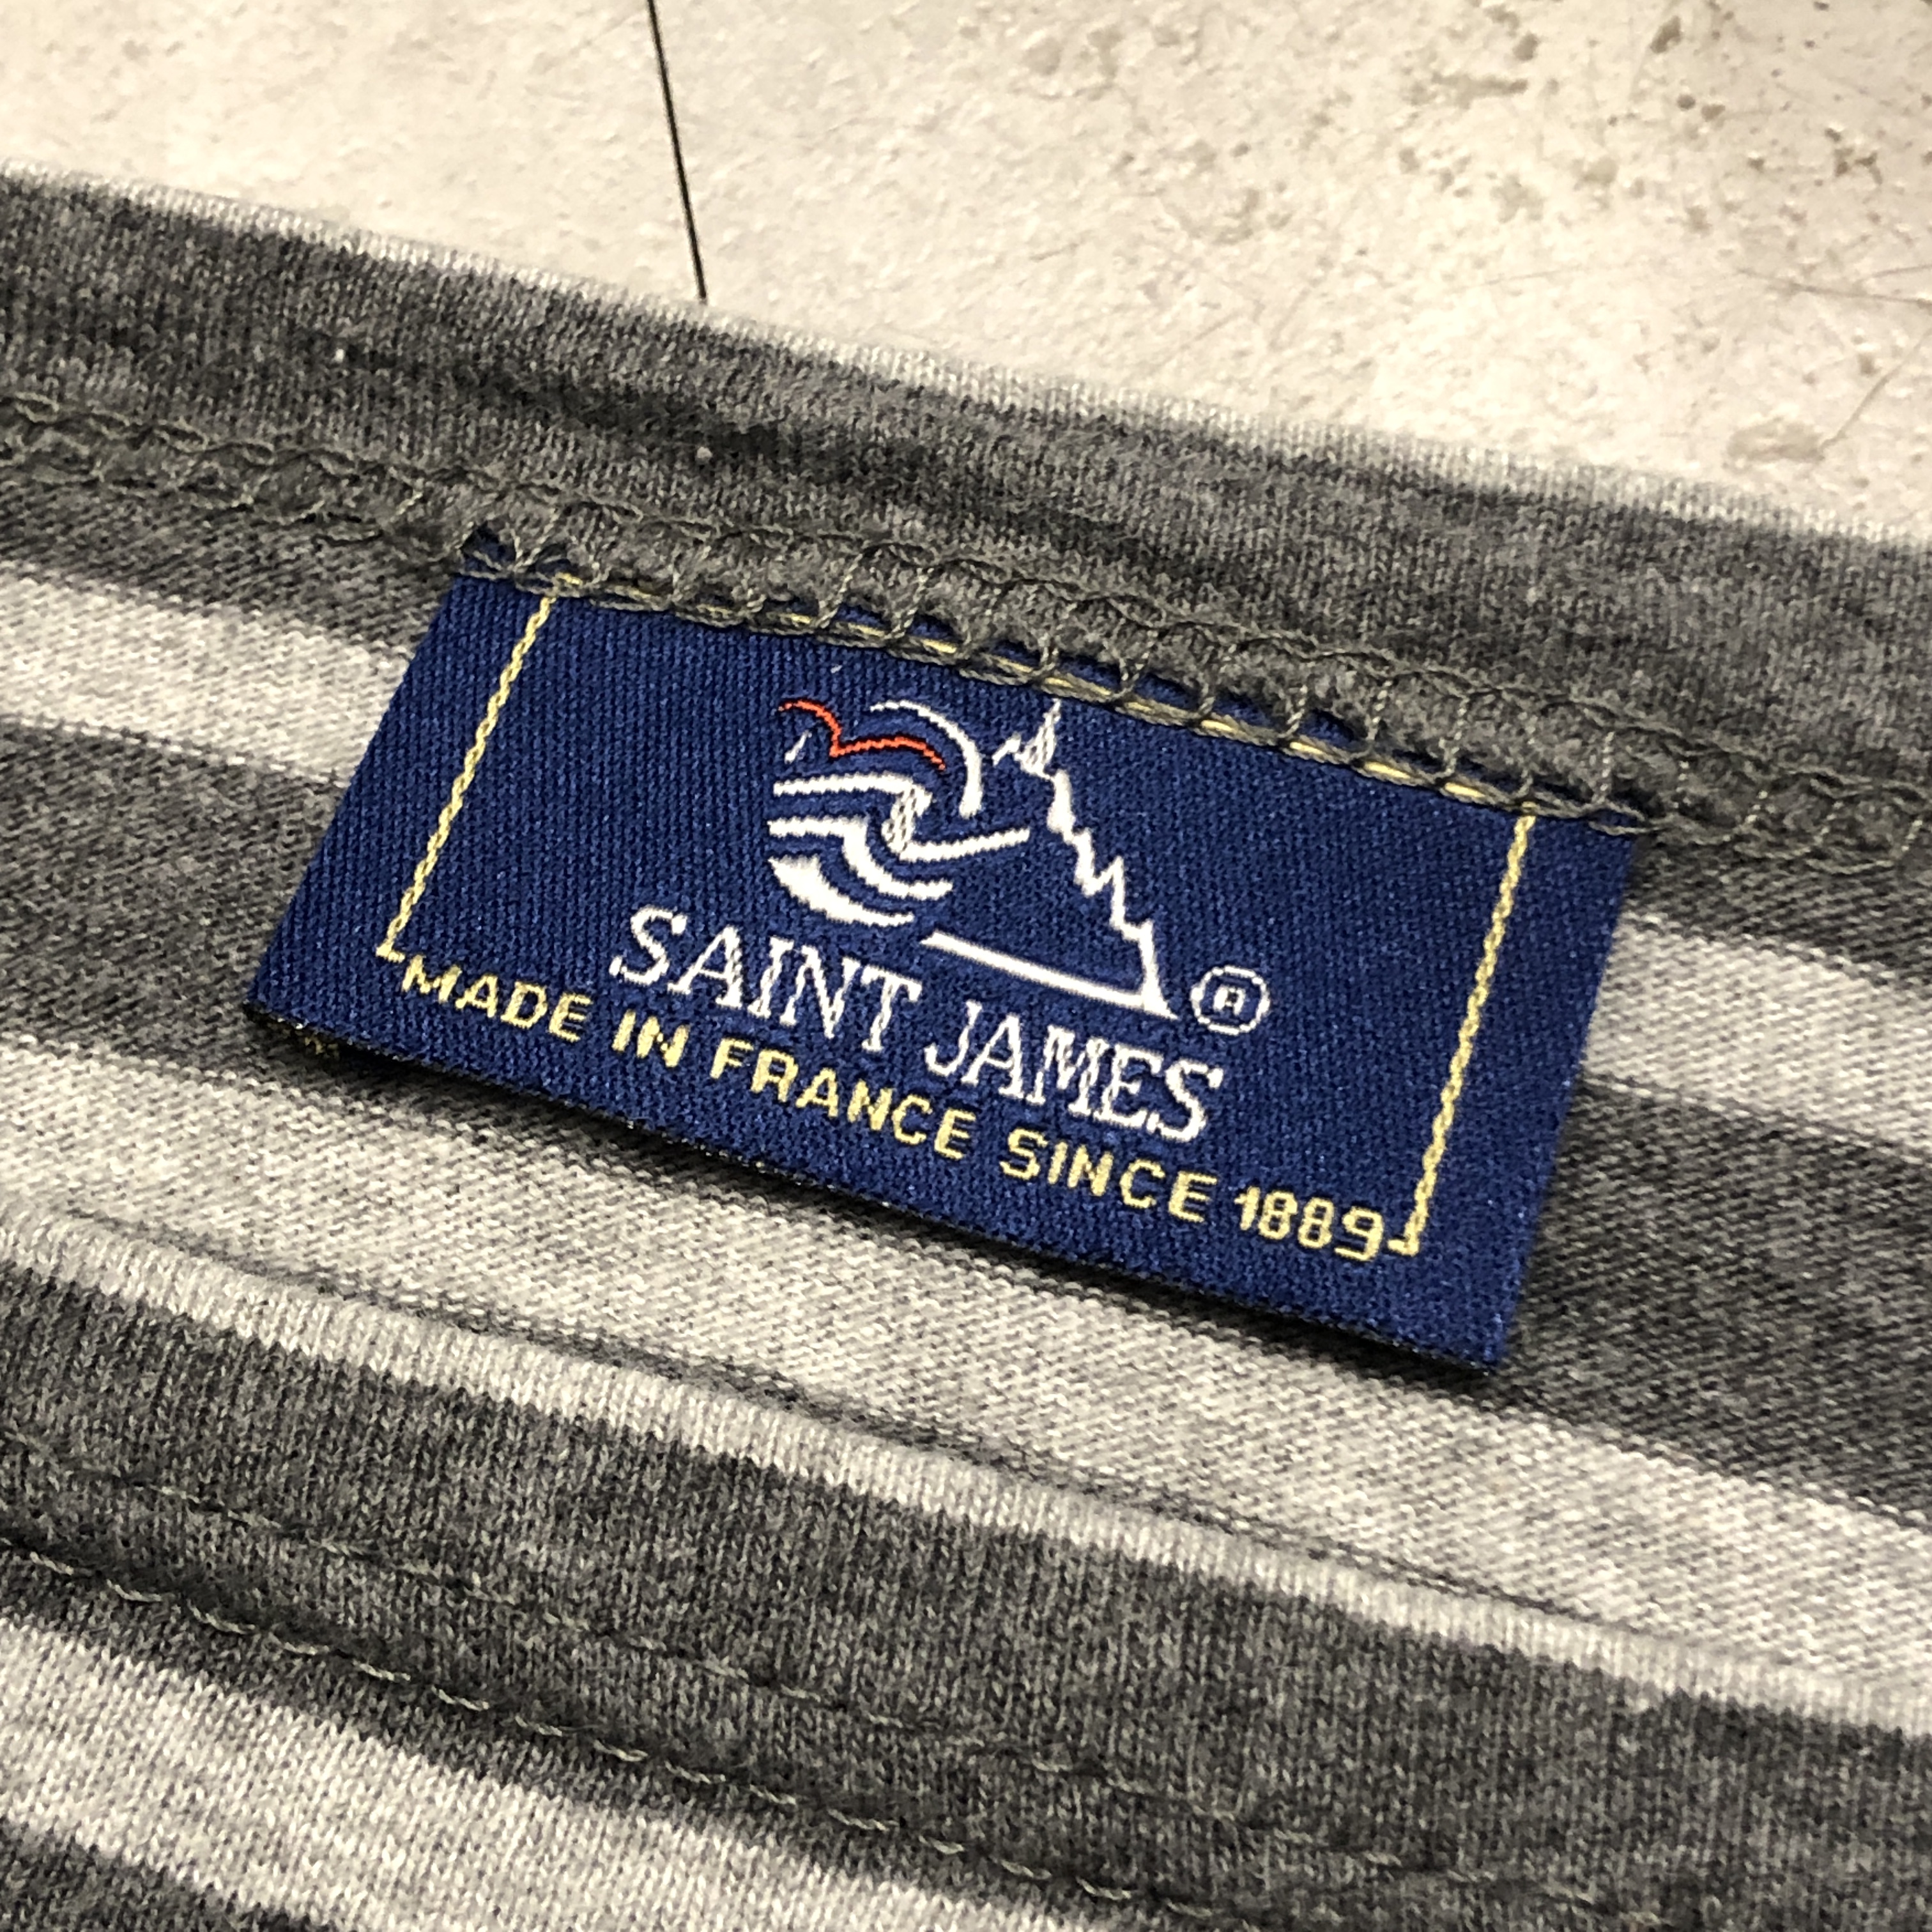 SAINT JAMES ®
MADE IN FRANCE SINCE 1889